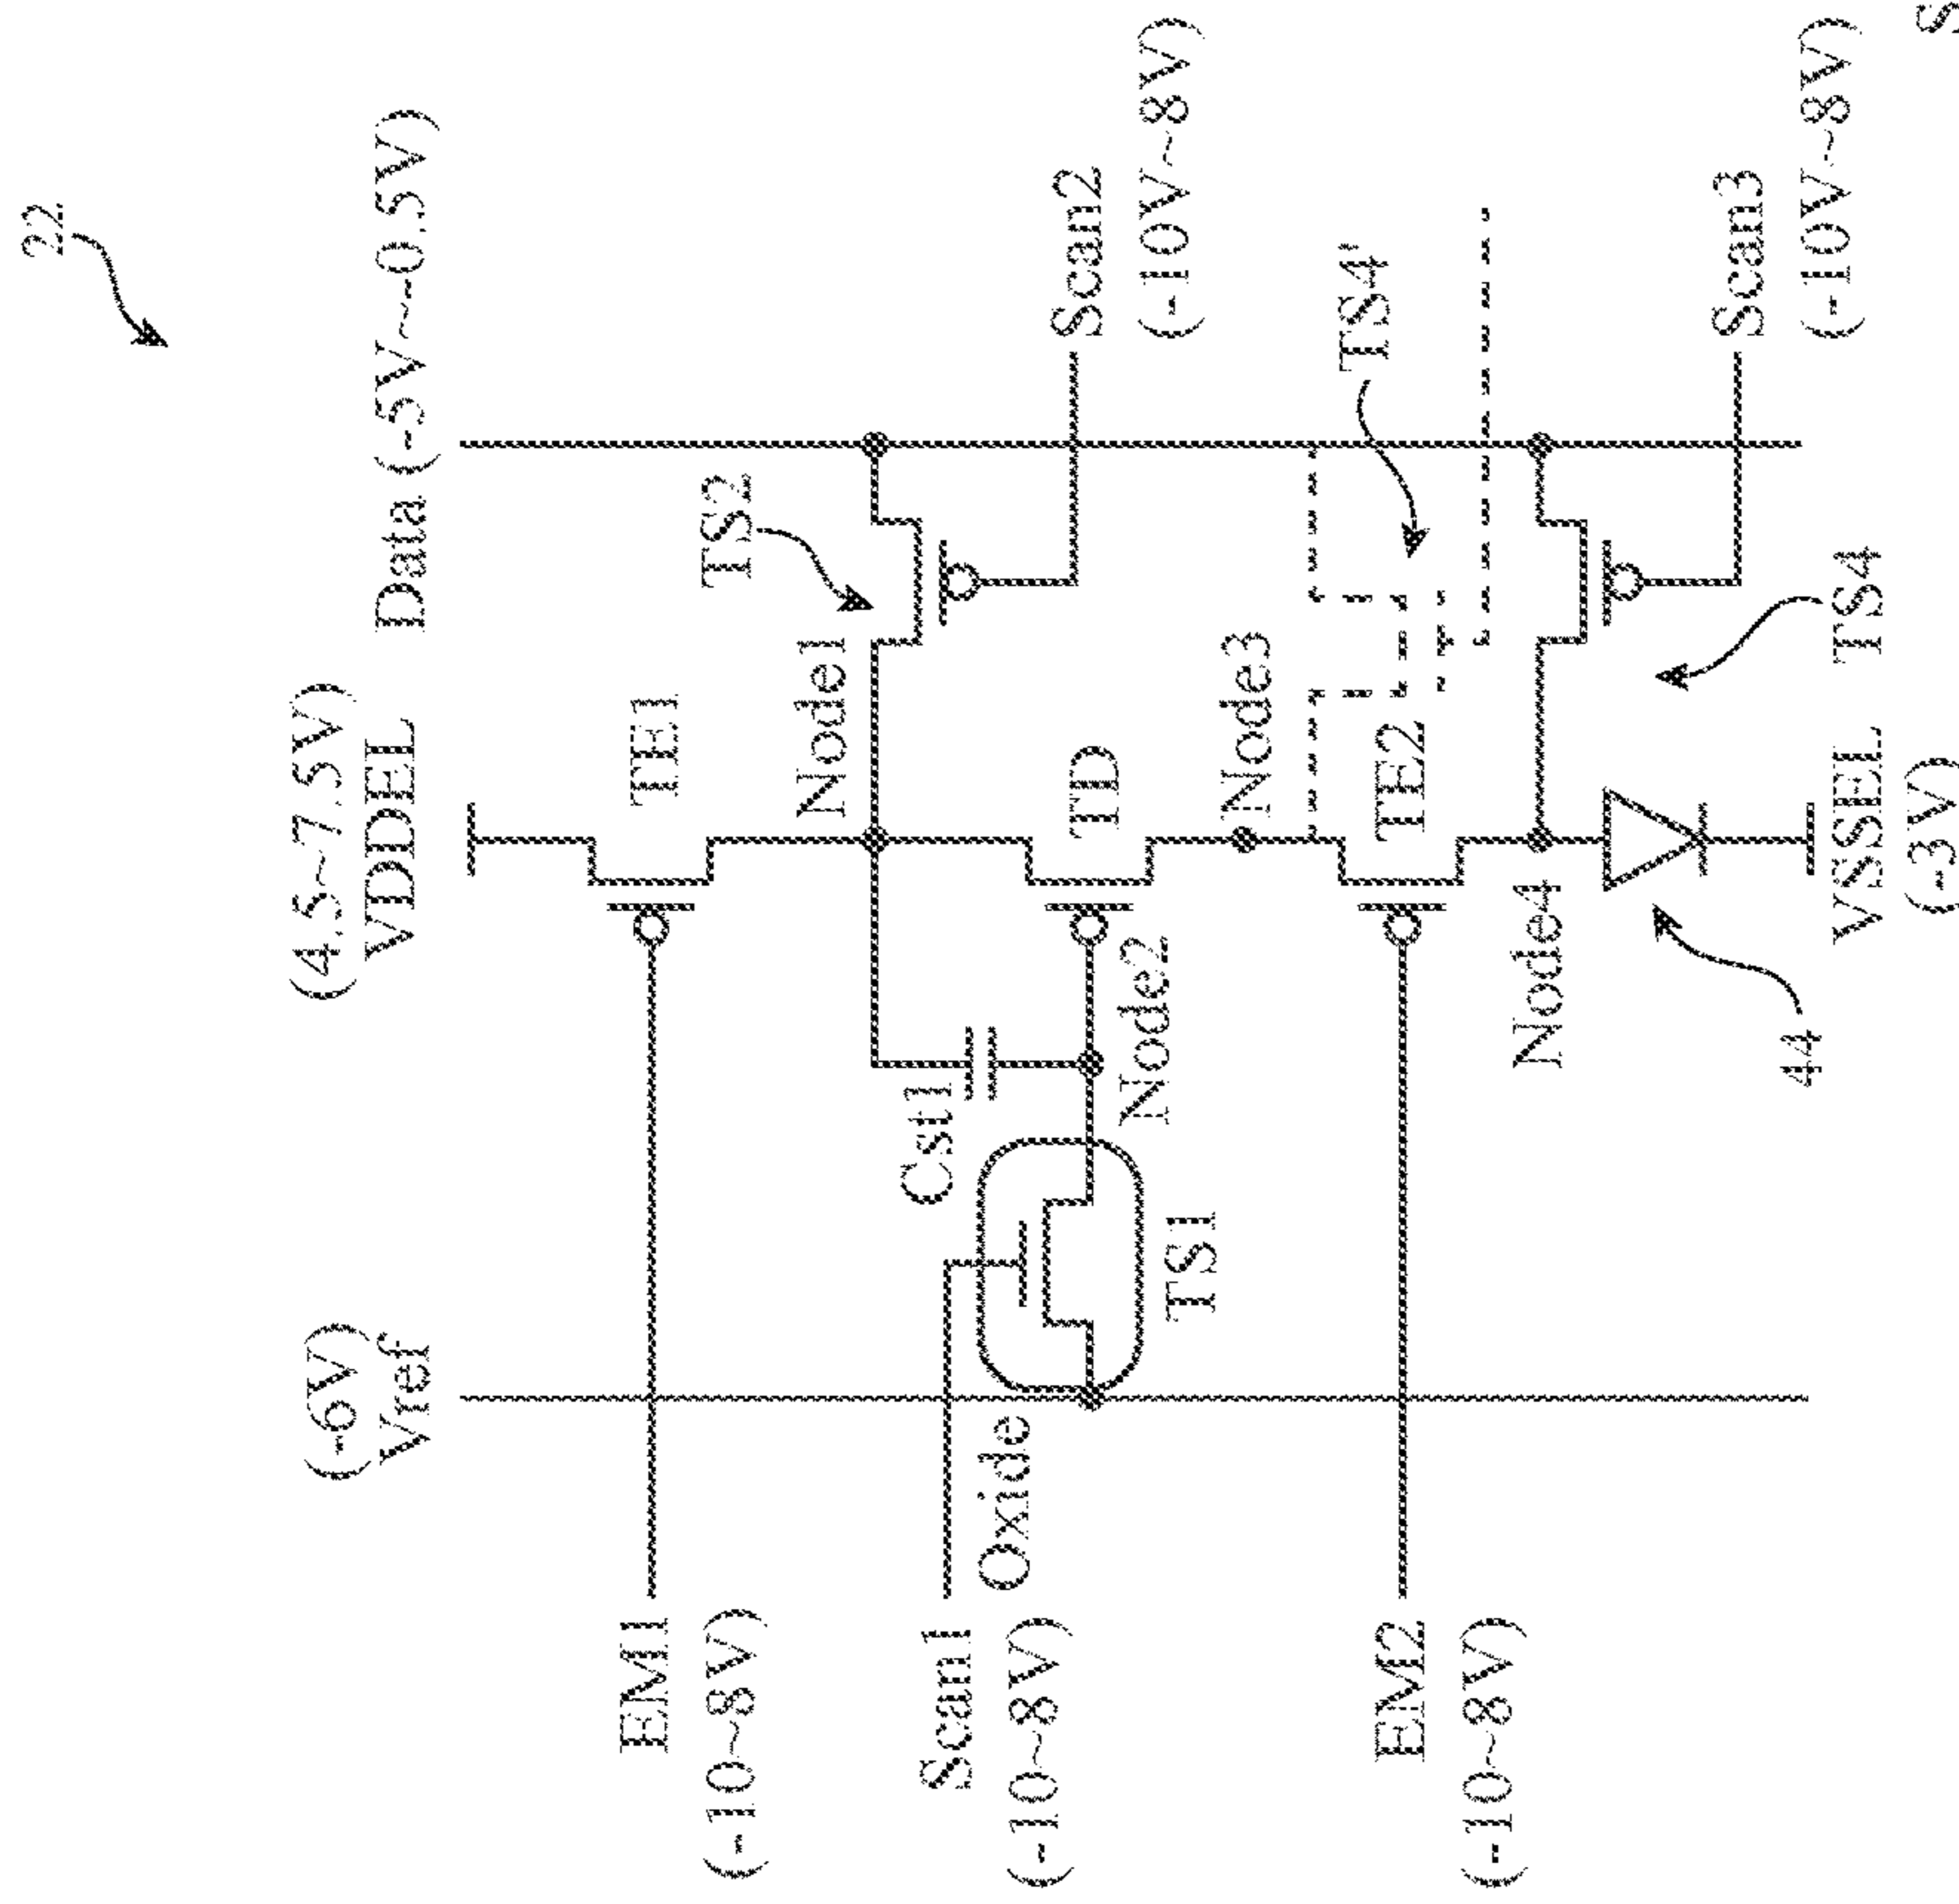 22
(4.5~7.5V)
VDDEL
Data (-5V~-0.5V)
(-6V)
Vref
TE1
TS2
EM1
(-10~8V)
Node1
Cst1
Scan1
(-10~8V)
Oxide
TD
Scan2
(-10V~8V)
Node2
TS1
Node3
TS4'
TE2
EM2
(-10~8V)
Node4
Scan3
(-10V~8V)
44
VSSEL
(-3V)
TS4
S